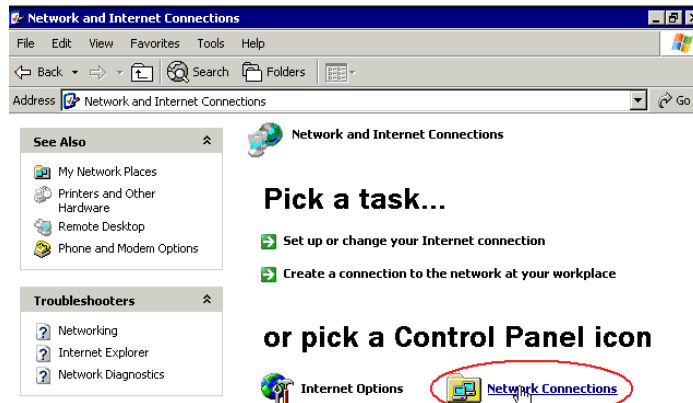 Network and Internet Connections
File Edit View Favorites Tools Help
Back Search Folders
Address Network and Internet Connections Go
See Also
My Network Places
Printers and Other
Hardware
Remote Desktop
Phone and Modem Options
Troubleshooters
? Networking
? Internet Explorer
? Network Diagnostics
Network and Internet Connections
Pick a task...
Set up or change your Internet connection
Create a connection to the network at your workplace
or pick a Control Panel icon
Internet Options
Network Connections